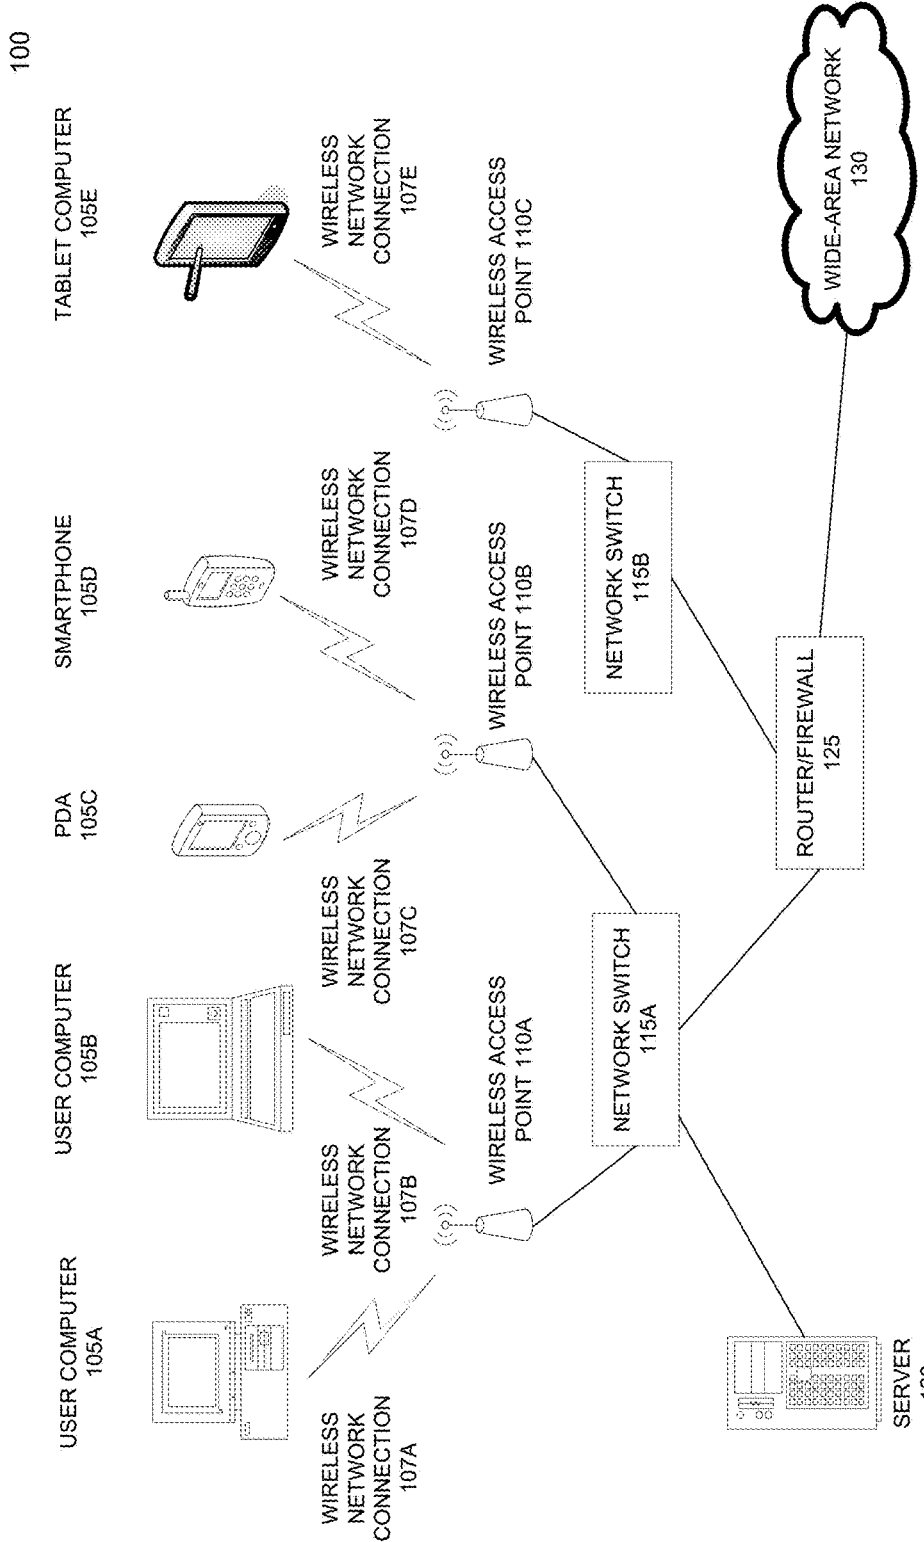 100
USER COMPUTER
105A
USER COMPUTER
105B
PDA
105C
SMARTPHONE
105D
TABLET COMPUTER
105E
WIRELESS
NETWORK
CONNECTION
107A
WIRELESS
NETWORK
CONNECTION
107B
WIRELESS
NETWORK
CONNECTION
107C
WIRELESS
NETWORK
CONNECTION
107D
WIRELESS
NETWORK
CONNECTION
107E
WIRELESS ACCESS
POINT 110A
WIRELESS ACCESS
POINT 110B
WIRELESS ACCESS
POINT 110C
NETWORK SWITCH
115A
NETWORK SWITCH
115B
ROUTER/FIREWALL
125
WIDE-AREA NETWORK
130
SERVER